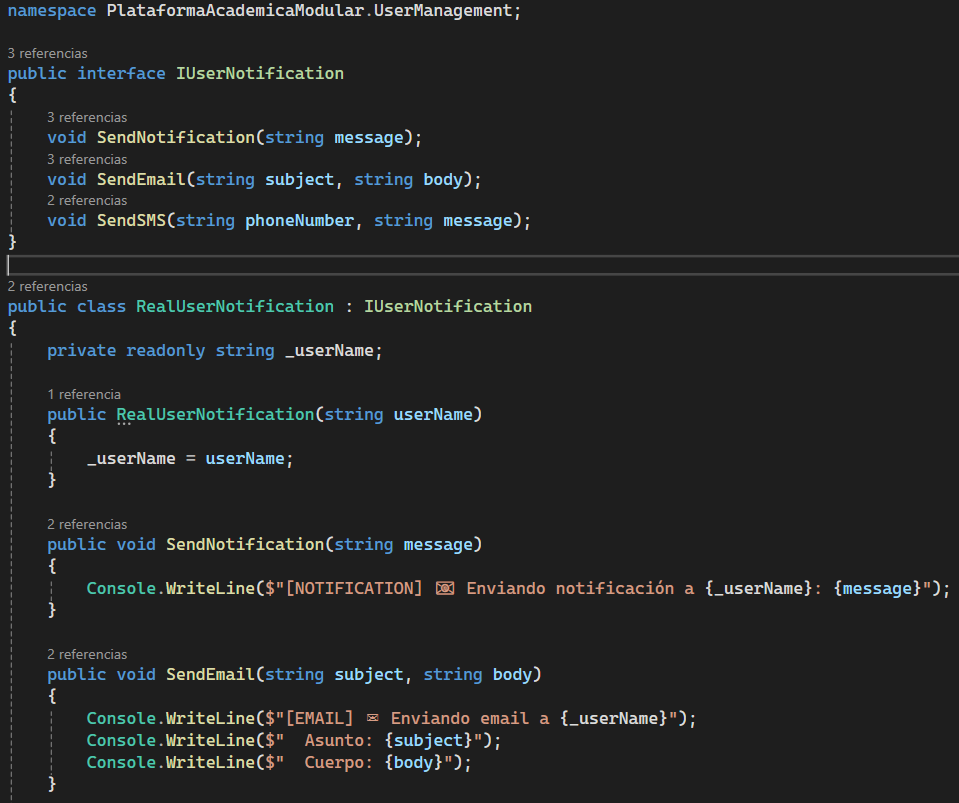 namespace PlataformaAcademicaModular.UserManagement;
3 referencias
public interface IUserNotification
{
3 referencias
void SendNotification(string message);
3 referencias
void SendEmail(string subject, string body);
2 referencias
void SendSMS(string phoneNumber, string message);
}
2 referencias
public class RealUserNotification : IUserNotification
{
private readonly string _userName;
1 referencia
public RealUserNotification(string userName)
{
_userName = userName;
}
2 referencias
public void SendNotification(string message)
{
Console.WriteLine($"[NOTIFICATION] 📧 Enviando notificación a {_userName}: {message}");
}
2 referencias
public void SendEmail(string subject, string body)
{
Console.WriteLine($"[EMAIL] ✉ Enviando email a {_userName}");
Console.WriteLine($"  Asunto: {subject}");
Console.WriteLine($"  Cuerpo: {body}");
}